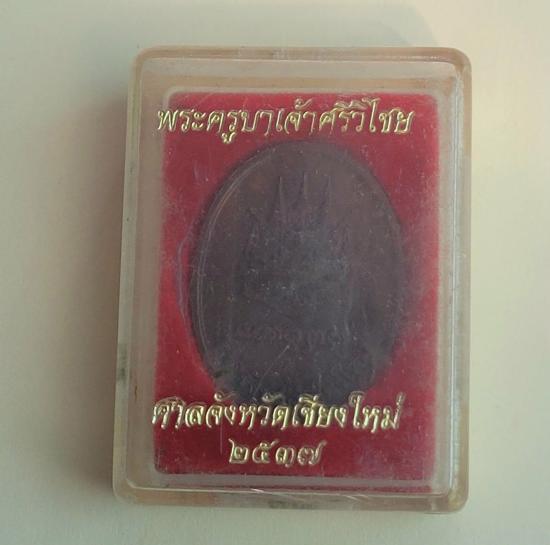 พระครูบาเจ้าศรีวิไชย
ศาลจังหวัดเชียงใหม่
๒๕๓๗